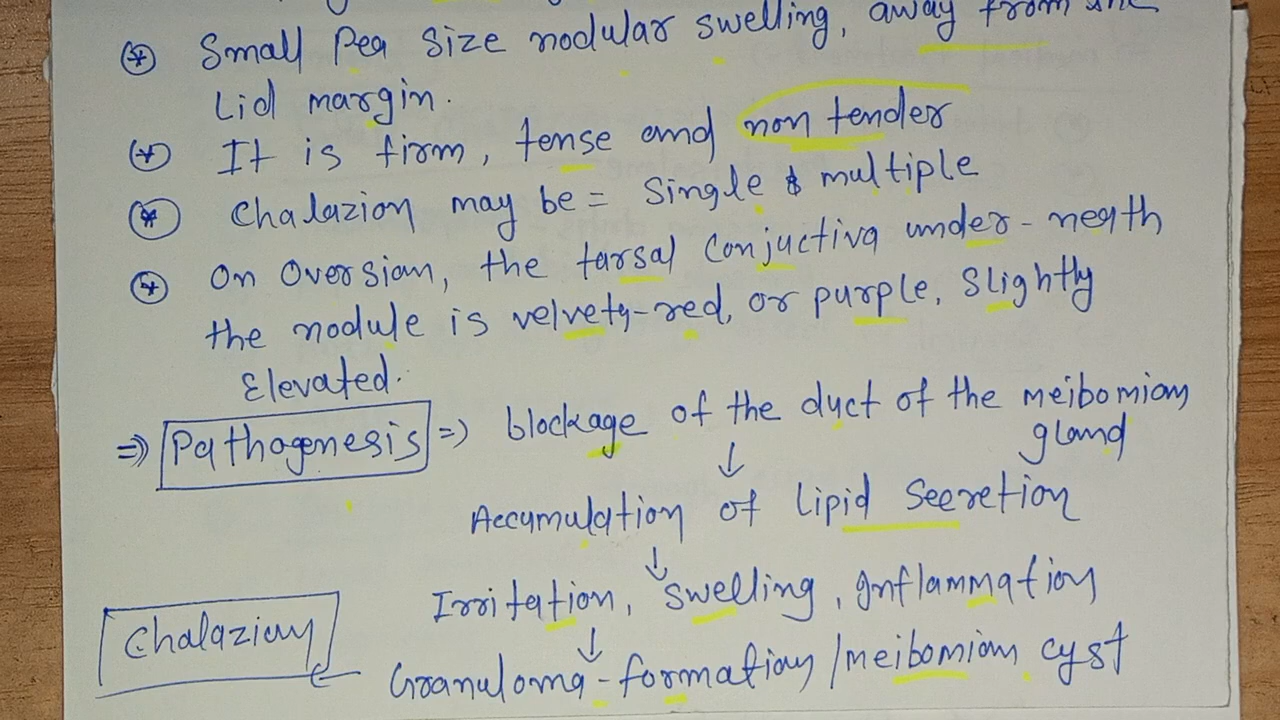 ⊛ Small Pea size nodular swelling, away from the
Lid margin.
⊛ It is firm, tense and non tender
⊛ Chalazion may be = Single & multiple
⊛ On Oversion, the tarsal Conjuctiva under-neath
the nodule is velvety-red, or purple, Slightly
Elevated.
⇒ Pathogenesis ⇒ blockage of the duct of the meibomian
gland
↓
Accumulation of Lipid Secretion
↓
Irritation, Swelling, Inflammation
↓
Granuloma-formation/meibomian cyst
← Chalazion